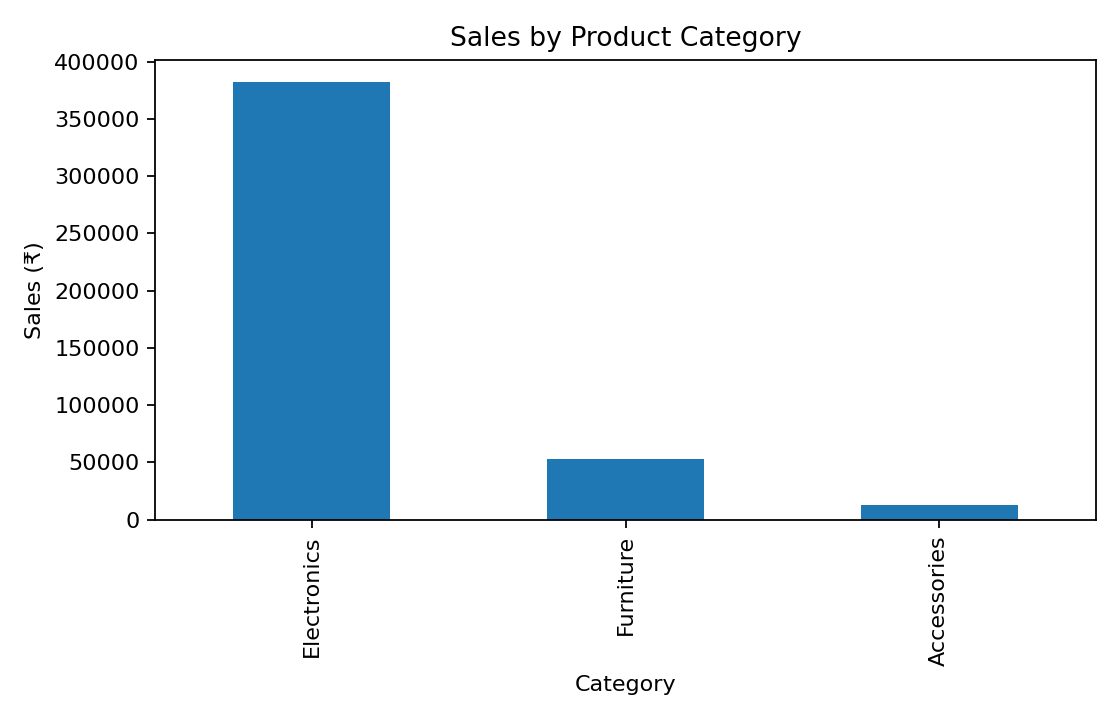 Sales by Product Category
Sales (₹)
400000
350000
300000
250000
200000
150000
100000
50000
0
Electronics
Furniture
Accessories
Category